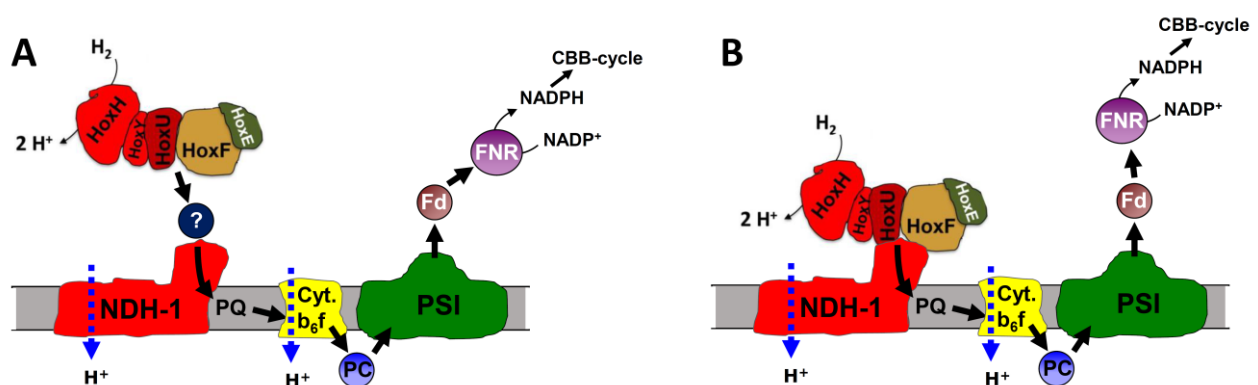 A
H₂
HoxH
HoxY
HoxU
HoxF
HoxE
2 H⁺
?
NDH-1
PQ
Cyt.
b₆f
PC
PSI
Fd
FNR
NADP⁺
NADPH
CBB-cycle
H⁺
H⁺
B
H₂
HoxH
HoxY
HoxU
HoxF
HoxE
2 H⁺
NDH-1
PQ
Cyt.
b₆f
PC
PSI
Fd
FNR
NADP⁺
NADPH
CBB-cycle
H⁺
H⁺